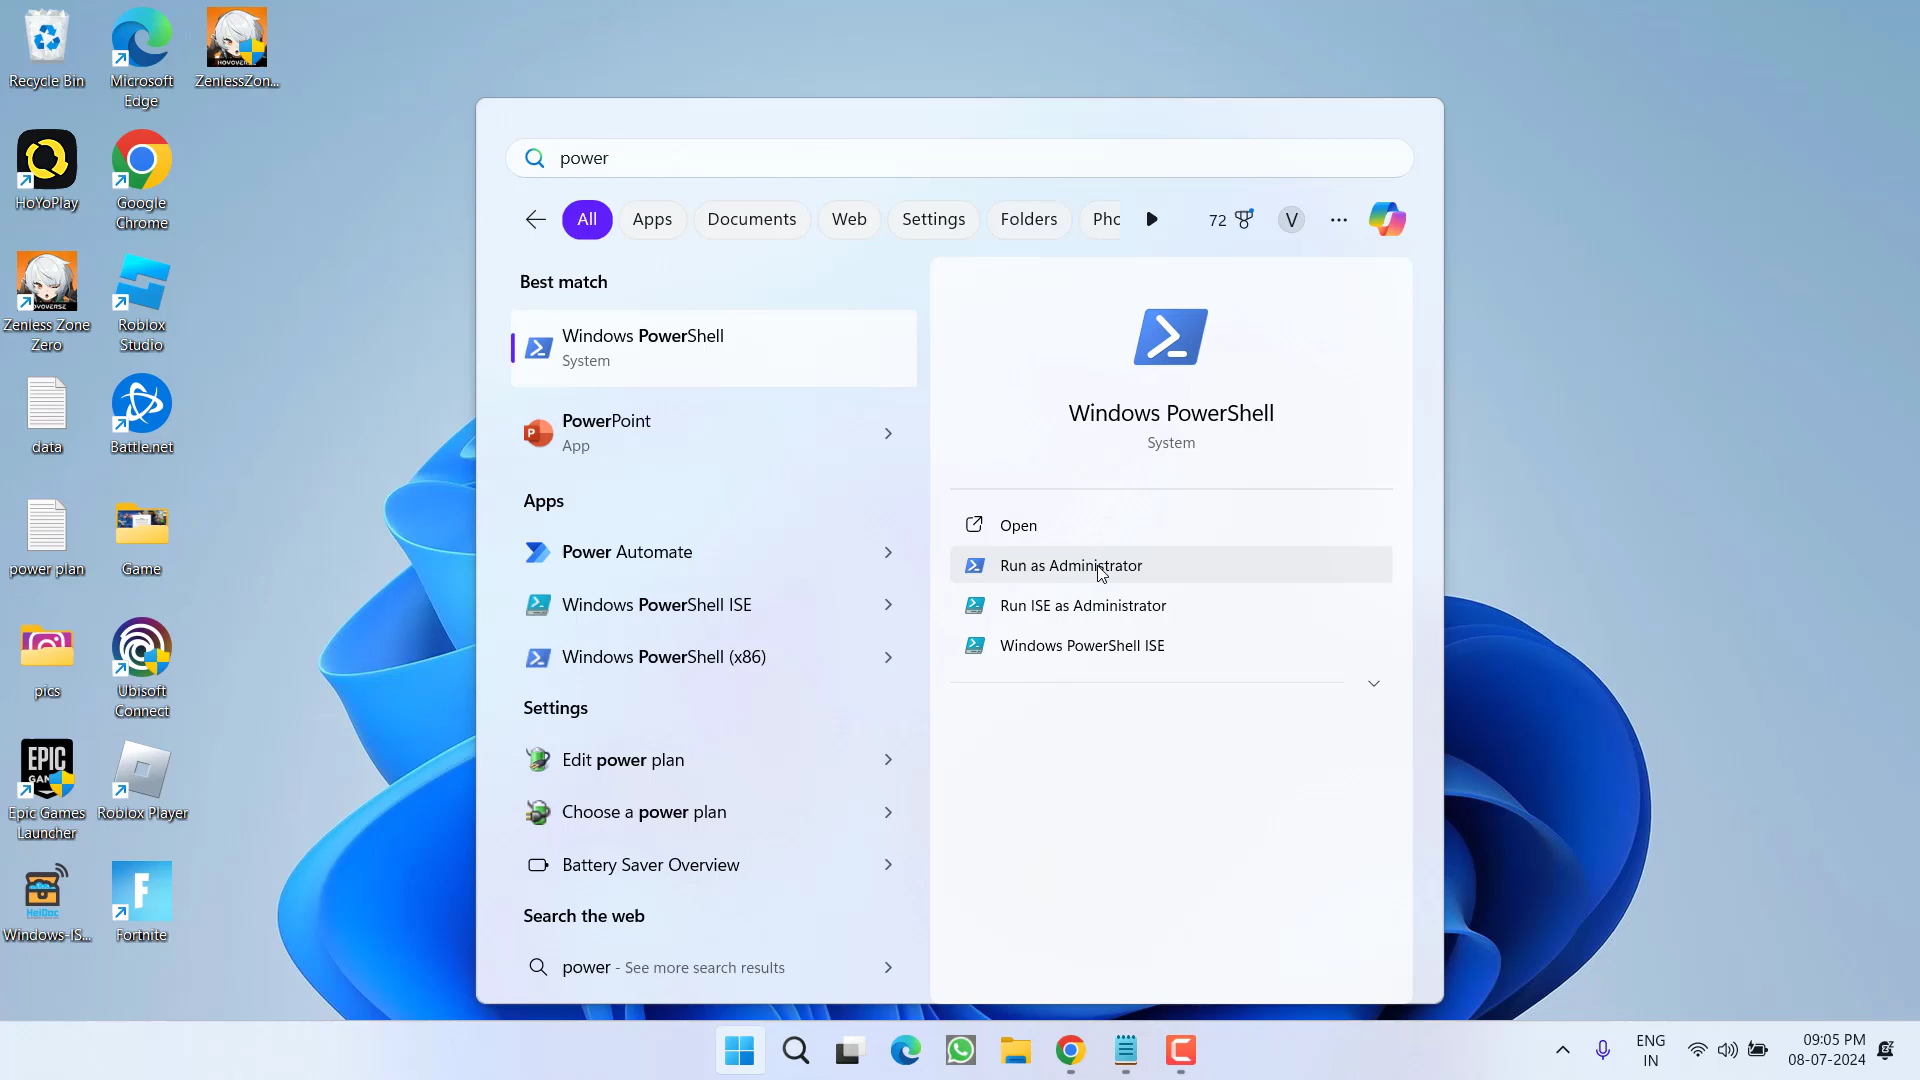 Recycle Bin
Microsoft
Edge
ZenlessZon...
HoYoPlay
Google
Chrome
Zenless Zone
Zero
Roblox
Studio
data
Battle.net
power plan
Game
pics
Ubisoft
Connect
EPIC
Epic Games
Launcher
Roblox Player
HeiDoc
Windows-IS...
Fortnite
power
All
Apps
Documents
Web
Settings
Folders
Phc
72
V
Best match
Windows PowerShell
System
PowerPoint
App
Apps
Power Automate
Windows PowerShell ISE
Windows PowerShell (x86)
Settings
Edit power plan
Choose a power plan
Battery Saver Overview
Search the web
power - See more search results
Windows PowerShell
System
Open
Run as Administrator
Run ISE as Administrator
Windows PowerShell ISE
ENG
IN
09:05 PM
08-07-2024